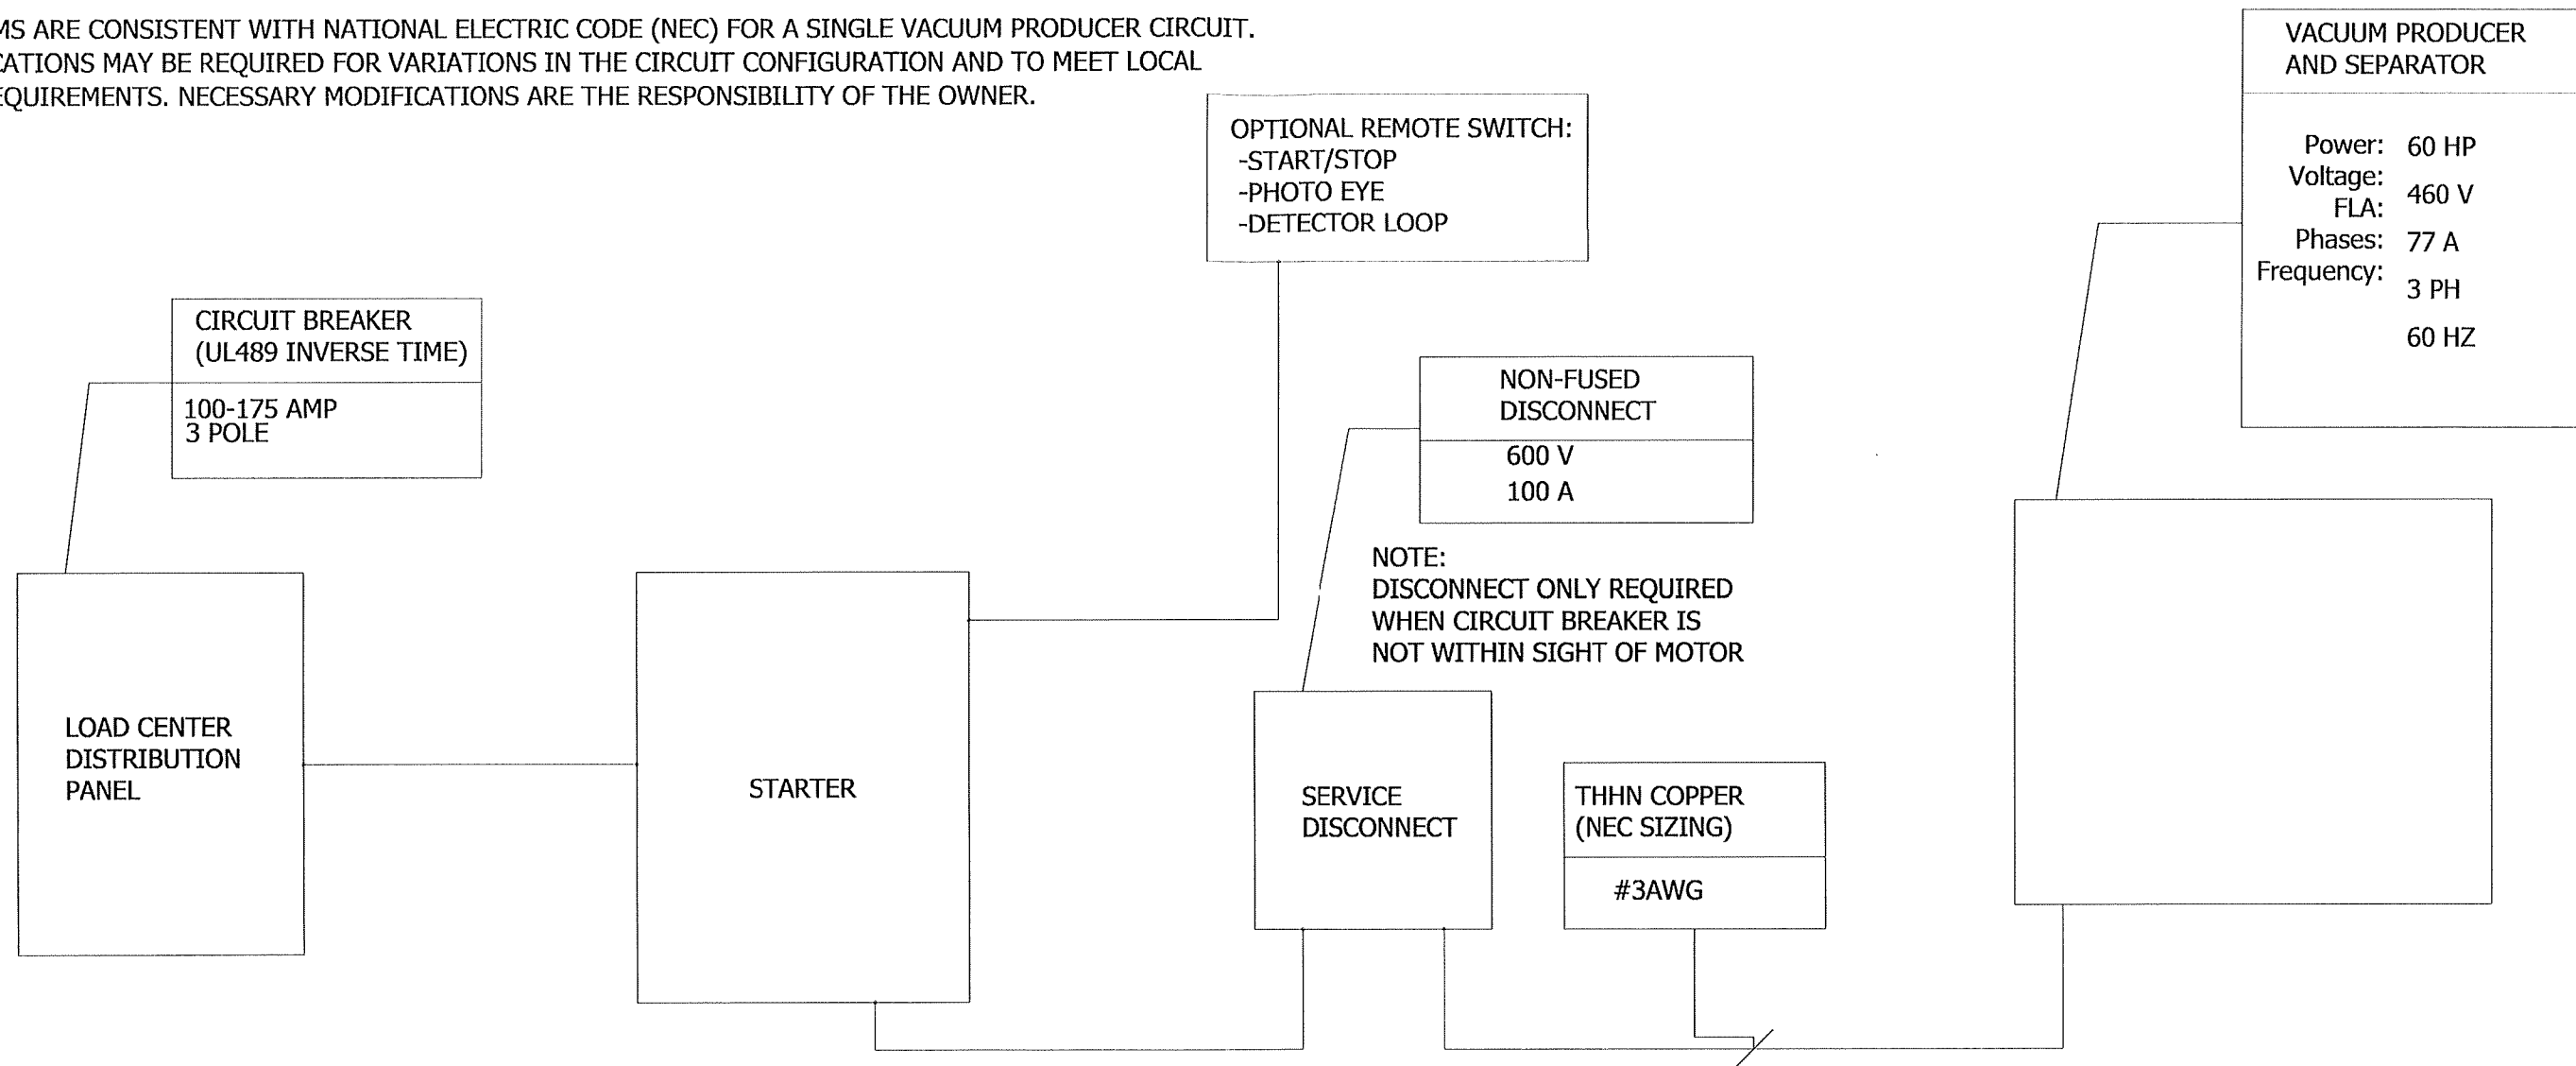 MS ARE CONSISTENT WITH NATIONAL ELECTRIC CODE (NEC) FOR A SINGLE VACUUM PRODUCER CIRCUIT.
CATIONS MAY BE REQUIRED FOR VARIATIONS IN THE CIRCUIT CONFIGURATION AND TO MEET LOCAL
EQUIREMENTS. NECESSARY MODIFICATIONS ARE THE RESPONSIBILITY OF THE OWNER.
VACUUM PRODUCER
AND SEPARATOR
Power: 60 HP
Voltage: 460 V
FLA: 77 A
Phases: 3 PH
Frequency: 60 HZ
OPTIONAL REMOTE SWITCH:
-START/STOP
-PHOTO EYE
-DETECTOR LOOP
CIRCUIT BREAKER
(UL489 INVERSE TIME)
100-175 AMP
3 POLE
NON-FUSED
DISCONNECT
600 V
100 A
NOTE:
DISCONNECT ONLY REQUIRED
WHEN CIRCUIT BREAKER IS
NOT WITHIN SIGHT OF MOTOR
LOAD CENTER
DISTRIBUTION
PANEL
STARTER
SERVICE
DISCONNECT
THHN COPPER
(NEC SIZING)
#3AWG